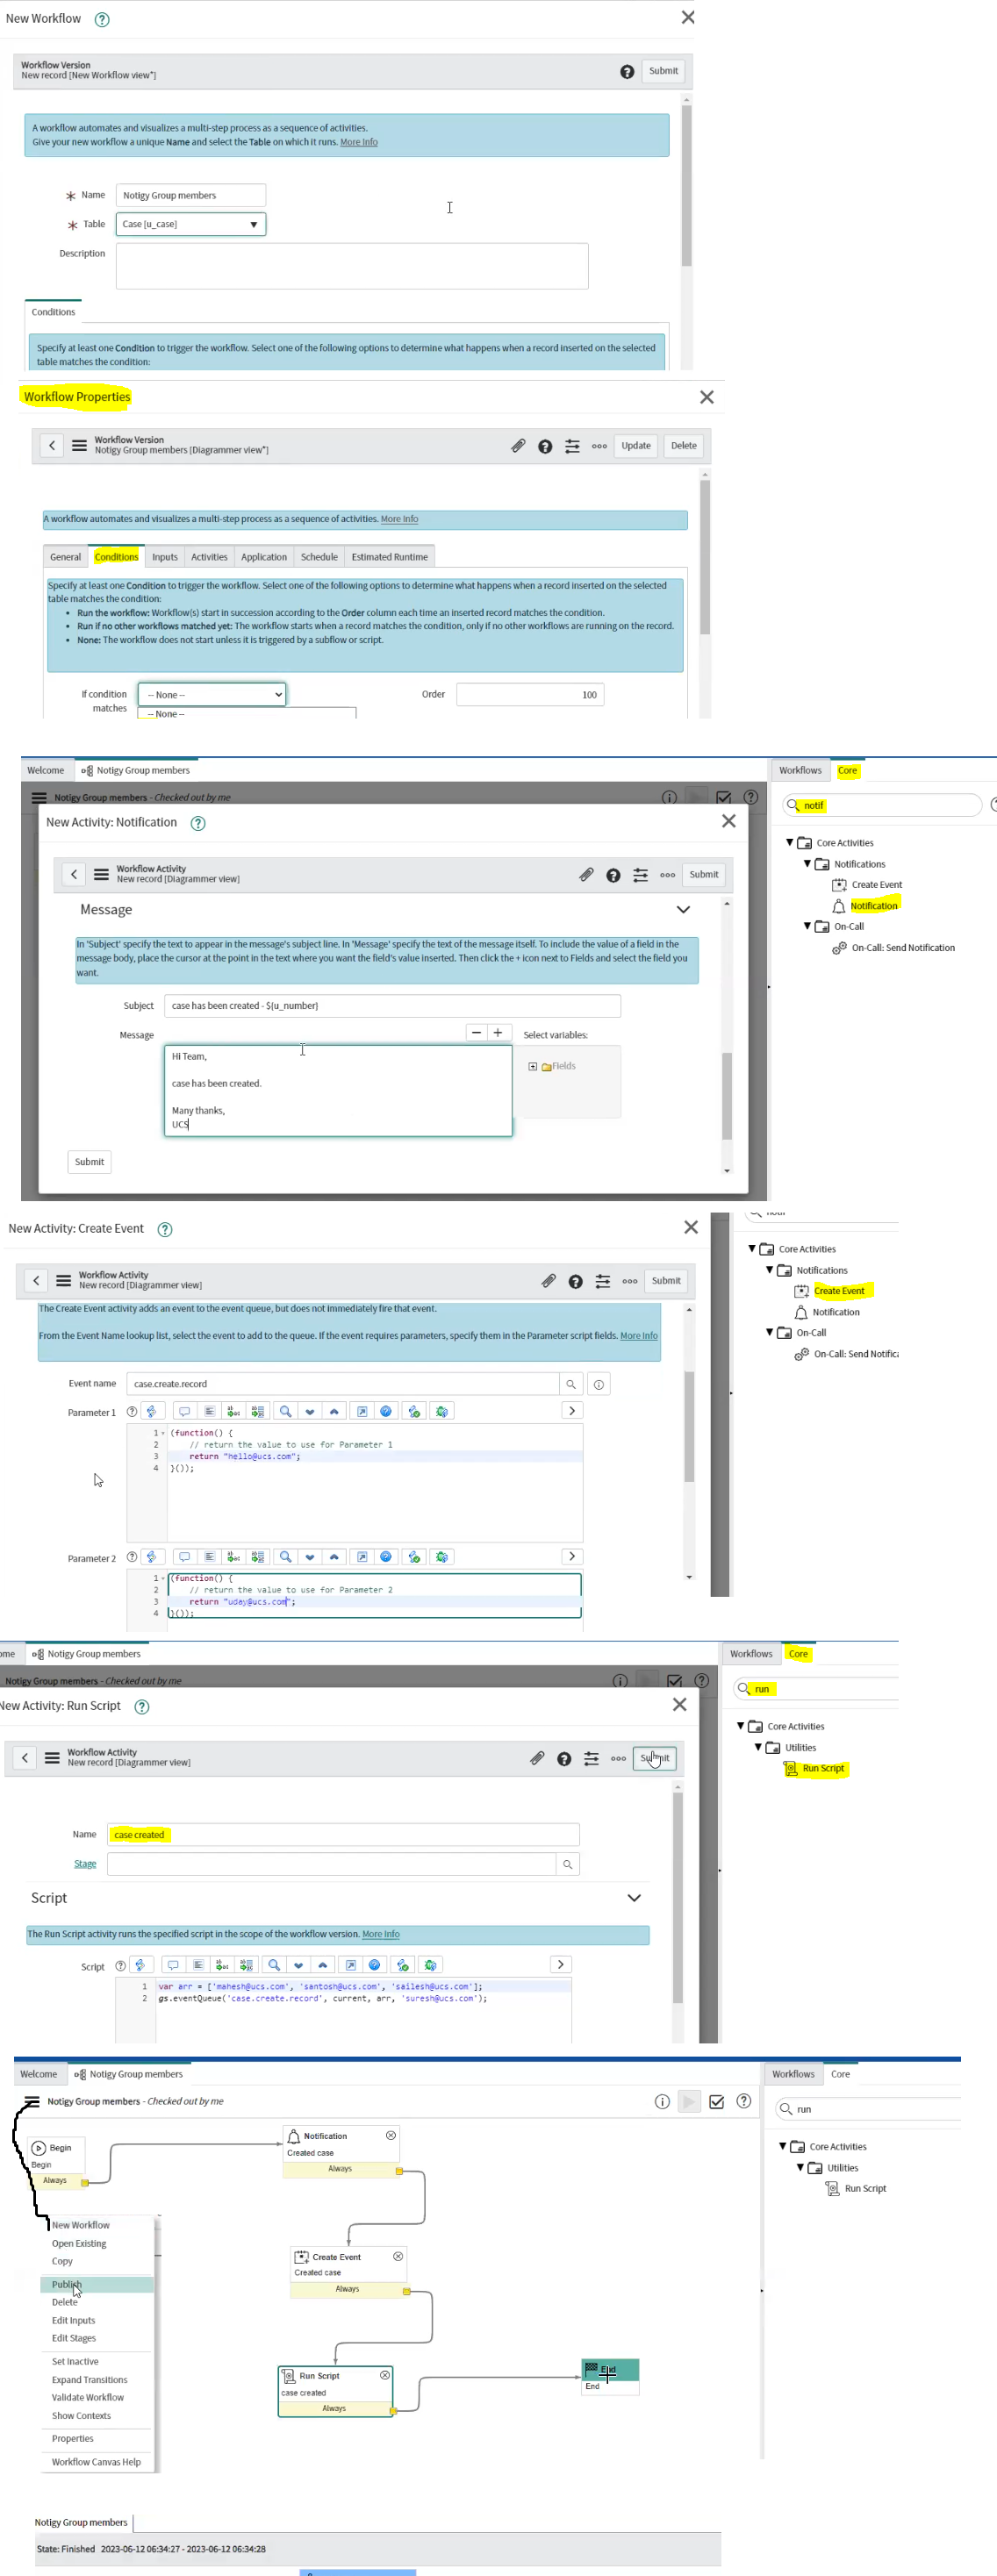 New Workflow
Workflow Version
New record [New Workflow view*]
Submit
A workflow automates and visualizes a multi-step process as a sequence of activities.
Give your new workflow a unique Name and select the Table on which it runs. More Info
Name Notigy Group members
Table Case [u_case]
Description
Conditions
Specify at least one Condition to trigger the workflow. Select one of the following options to determine what happens when a record inserted on the selected
table matches the condition:
Workflow Properties
Workflow Version
Notigy Group members [Diagrammer view*]
Update Delete
A workflow automates and visualizes a multi-step process as a sequence of activities. More Info
General Conditions Inputs Activities Application Schedule Estimated Runtime
Specify at least one Condition to trigger the workflow. Select one of the following options to determine what happens when a record inserted on the selected
table matches the condition:
• Run the workflow: Workflow(s) start in succession according to the Order column each time an inserted record matches the condition.
• Run if no other workflows matched yet: The workflow starts when a record matches the condition, only if no other workflows are running on the record.
• None: The workflow does not start unless it is triggered by a subflow or script.
If condition
matches
-- None --
Order 100
-- None --
Welcome Notigy Group members
Workflows Core
Notigy Group members - Checked out by me
notif
New Activity: Notification
Core Activities
Notifications
Create Event
Notification
On-Call
On-Call: Send Notification
Workflow Activity
New record [Diagrammer view]
Submit
Message
In 'Subject' specify the text to appear in the message's subject line. In 'Message' specify the text of the message itself. To include the value of a field in the
message body, place the cursor at the point in the text where you want the field's value inserted. Then click the + icon next to Fields and select the field you
want.
Subject case has been created - ${u_number}
Message
Select variables:
Fields
Hi Team,
case has been created.
Many thanks,
UCS
Submit
New Activity: Create Event
Core Activities
Notifications
Create Event
Notification
On-Call
On-Call: Send Notifica
Workflow Activity
New record [Diagrammer view]
Submit
The Create Event activity adds an event to the event queue, but does not immediately fire that event.
From the Event Name lookup list, select the event to add to the queue. If the event requires parameters, specify them in the Parameter script fields. More Info
Event name case.create.record
Parameter 1
1 (function() {
2 // return the value to use for Parameter 1
3 return "hello@ucs.com";
4 }());
Parameter 2
1 (function() {
2 // return the value to use for Parameter 2
3 return "uday@ucs.com";
4 }());
ome Notigy Group members
Workflows Core
Notigy Group members - Checked out by me
run
New Activity: Run Script
Core Activities
Utilities
Run Script
Workflow Activity
New record [Diagrammer view]
Submit
Name case created
Stage
Script
The Run Script activity runs the specified script in the scope of the workflow version. More Info
Script
1 var arr = ['mahesh@ucs.com', 'santosh@ucs.com', 'sailesh@ucs.com'];
2 gs.eventQueue('case.create.record', current, arr, 'suresh@ucs.com');
Welcome Notigy Group members
Workflows Core
Notigy Group members - Checked out by me
run
Core Activities
Utilities
Run Script
Begin
Begin
Always
Notification
Created case
Always
Create Event
Created case
Always
Run Script
case created
Always
End
End
New Workflow
Open Existing
Copy
Publish
Delete
Edit Inputs
Edit Stages
Set Inactive
Expand Transitions
Validate Workflow
Show Contexts
Properties
Workflow Canvas Help
Notigy Group members
State: Finished 2023-06-12 06:34:27 - 2023-06-12 06:34:28